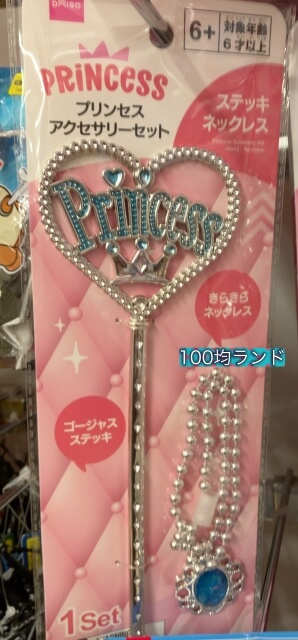 DAISO
6+
対象年齢
6才以上
PRINCESS
プリンセス
アクセサリーセット
ステッキ
ネックレス
Princess
きらきら
ネックレス
100均ランド
ゴージャス
ステッキ
1 Set